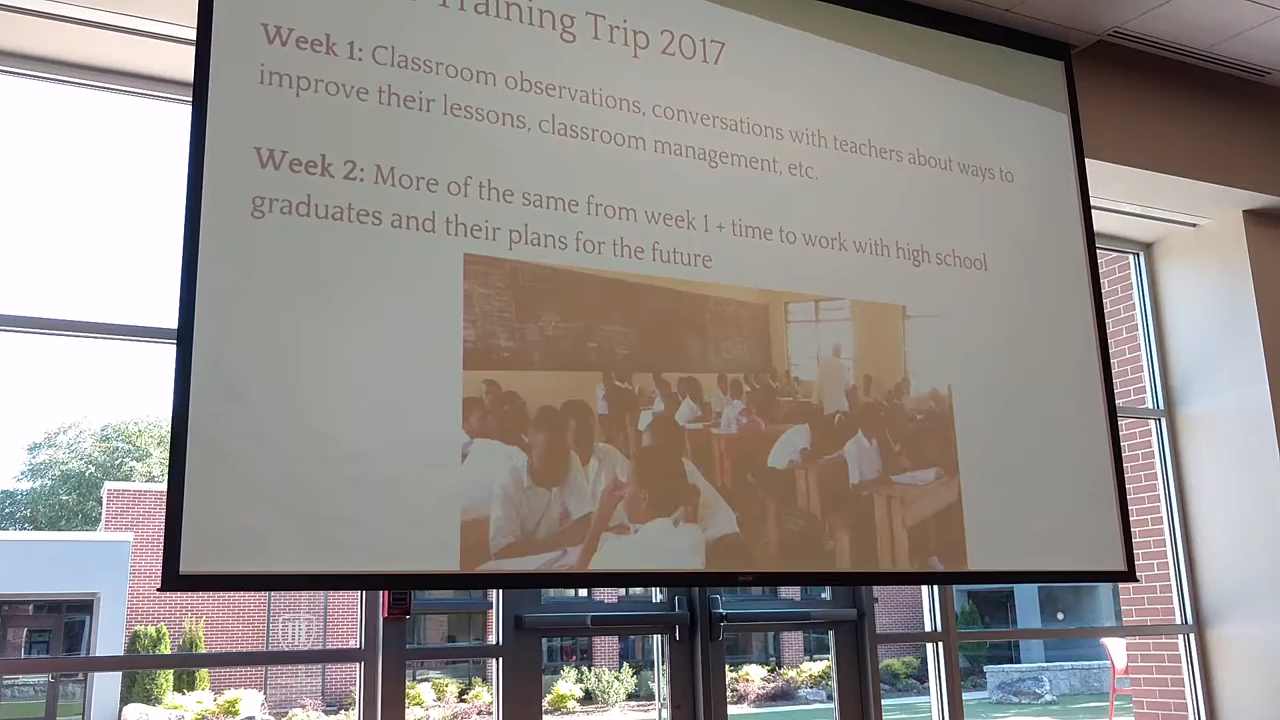 Training Trip 2017
Week 1: Classroom observations, conversations with teachers about ways to
improve their lessons, classroom management, etc.
Week 2: More of the same from week 1 + time to work with high school
graduates and their plans for the future